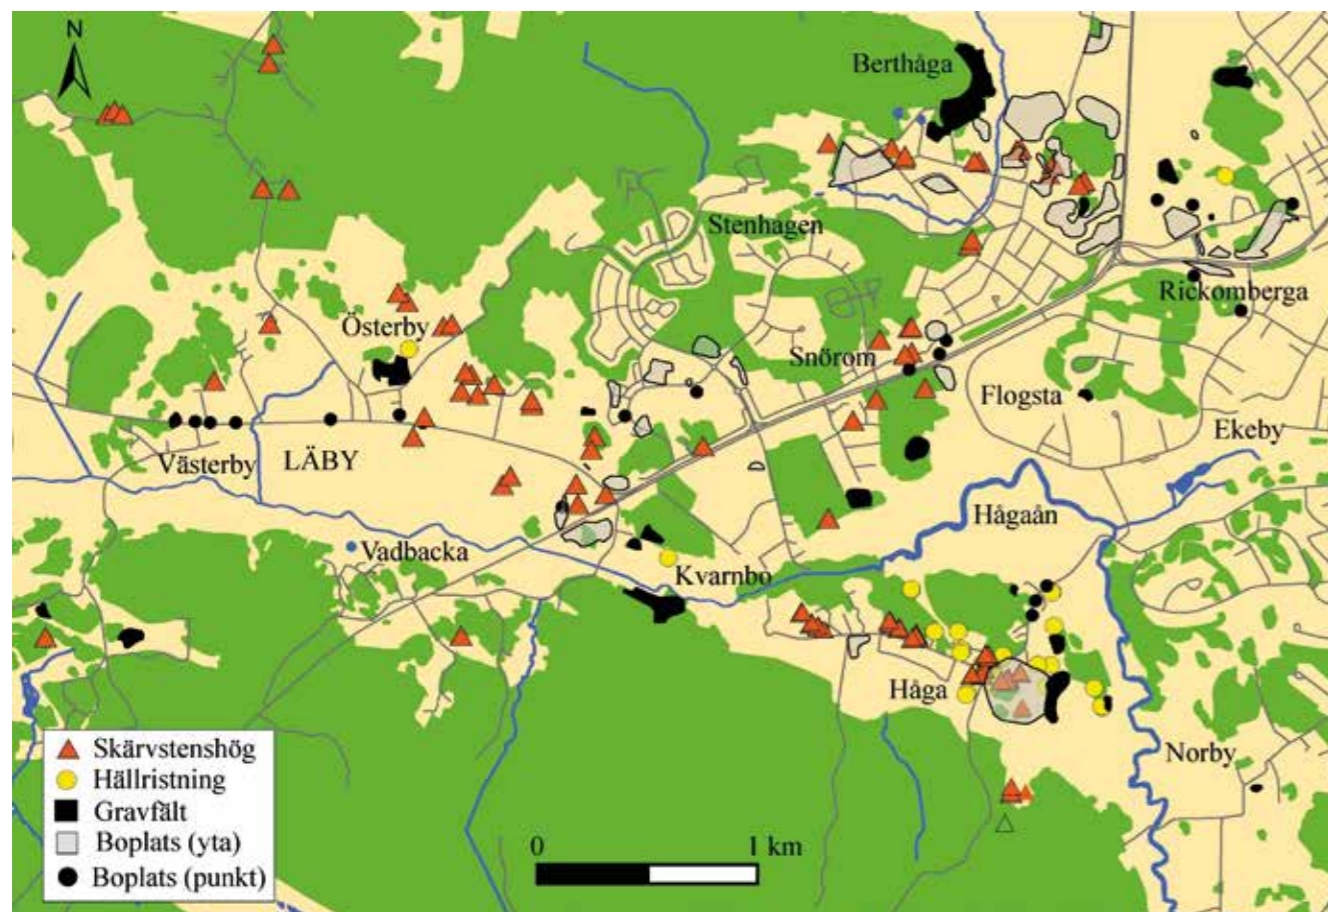 N
Berthåga
Stenhagen
Rickomberga
Österby
Snörom
Flogsta
Ekeby
Västerby
LÄBY
Hågaån
Vadbacka
Kvarnbo
Håga
Norby
Skärvstenshög
Hällristning
Gravfält
Boplats (yta)
Boplats (punkt)
0 1 km